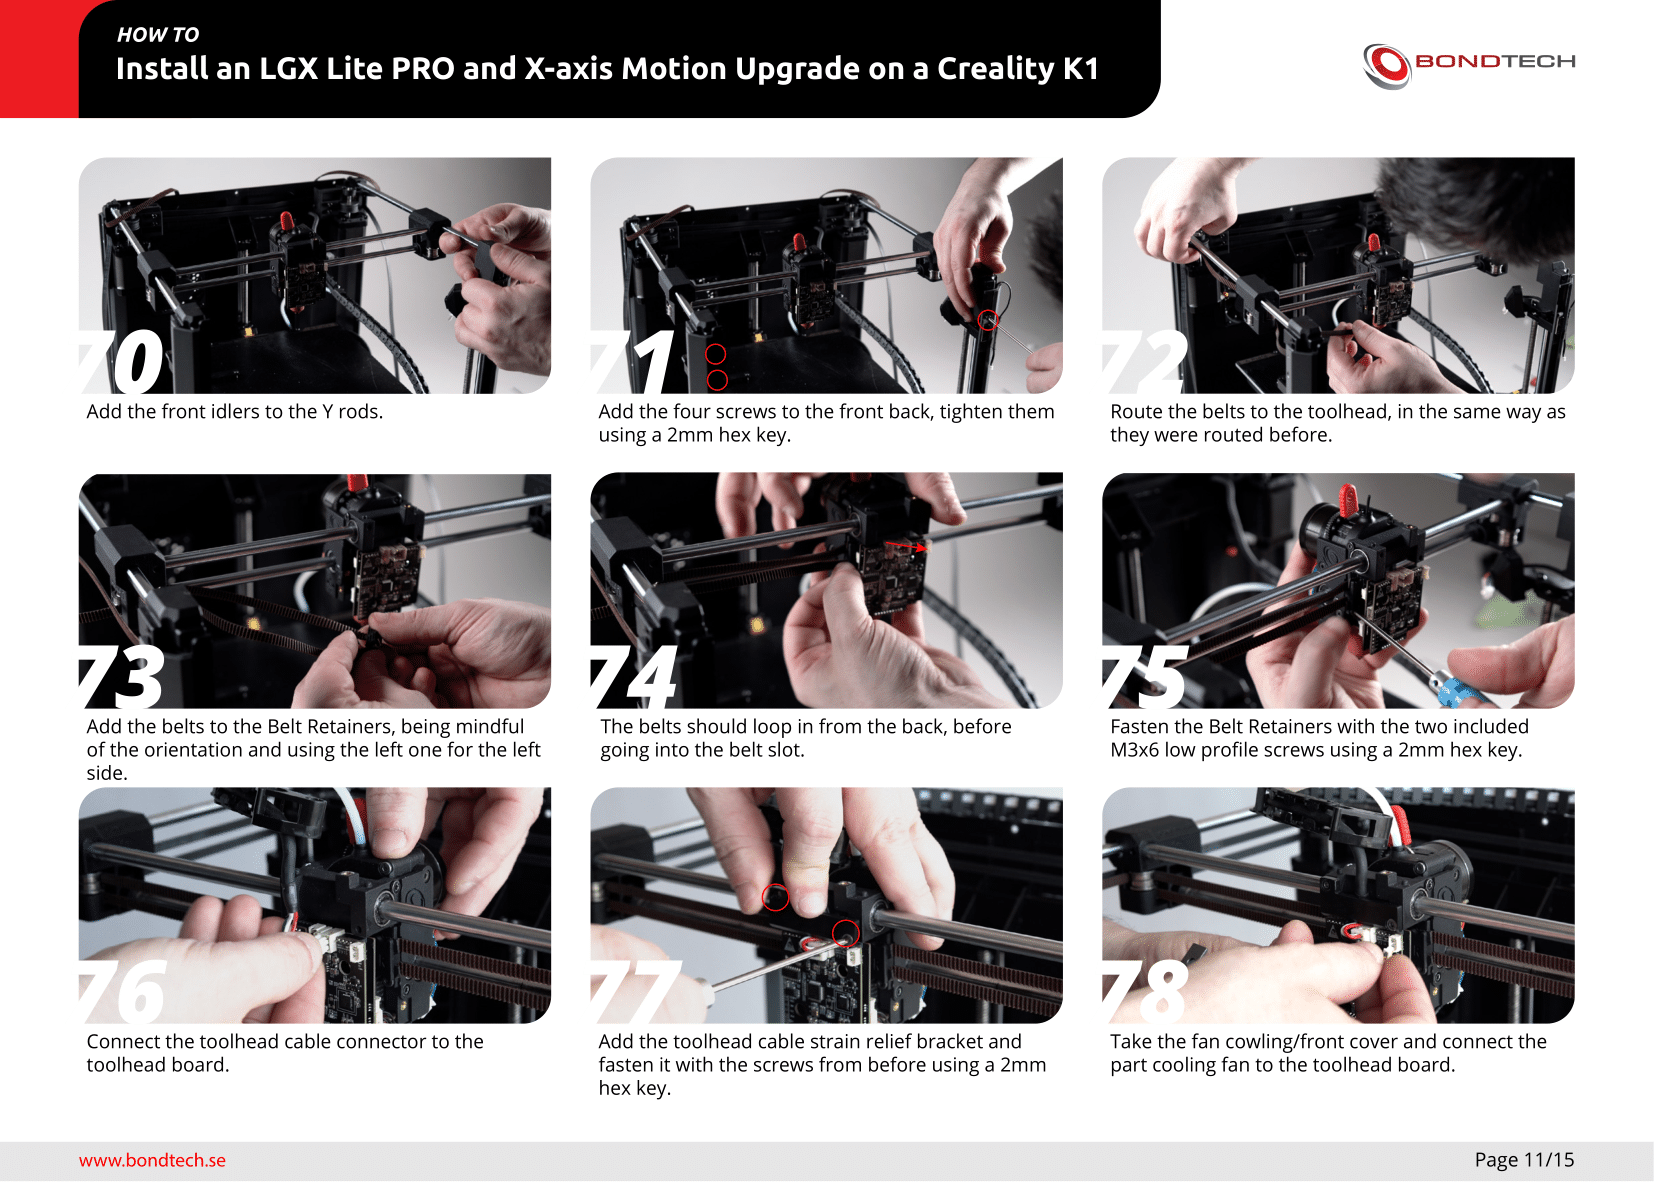 HOW TO
Install an LGX Lite PRO and X-axis Motion Upgrade on a Creality K1
BONDTECH
70
Add the front idlers to the Y rods.
71
Add the four screws to the front back, tighten them
using a 2mm hex key.
72
Route the belts to the toolhead, in the same way as
they were routed before.
73
Add the belts to the Belt Retainers, being mindful
of the orientation and using the left one for the left
side.
74
The belts should loop in from the back, before
going into the belt slot.
75
Fasten the Belt Retainers with the two included
M3x6 low profile screws using a 2mm hex key.
76
Connect the toolhead cable connector to the
toolhead board.
77
Add the toolhead cable strain relief bracket and
fasten it with the screws from before using a 2mm
hex key.
78
Take the fan cowling/front cover and connect the
part cooling fan to the toolhead board.
www.bondtech.se
Page 11/15